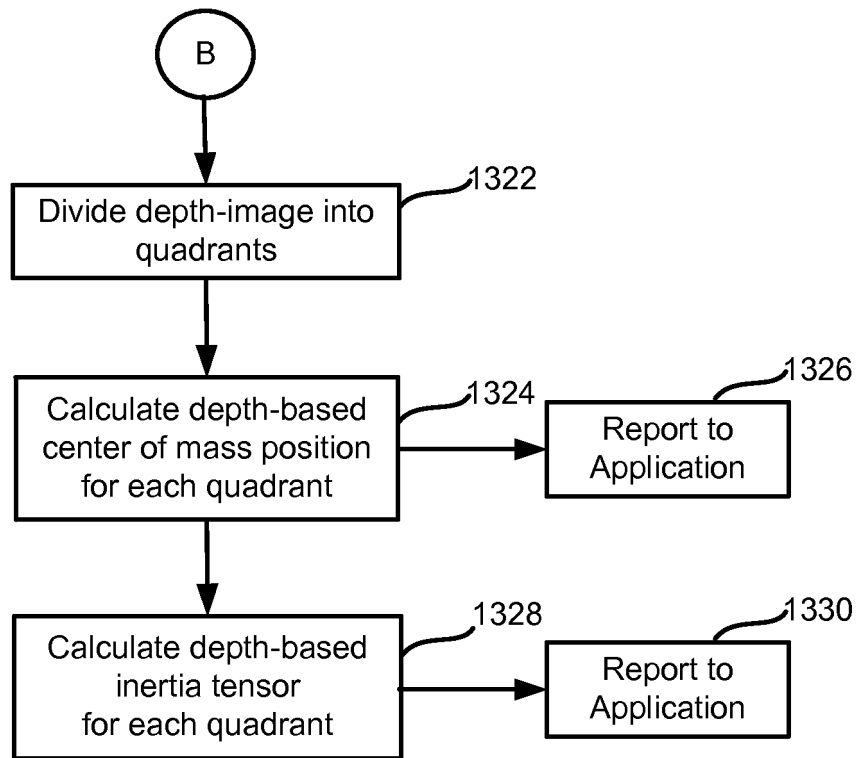 B
1322
Divide depth-image into
quadrants
1324
Calculate depth-based
center of mass position
for each quadrant
1326
Report to
Application
1328
Calculate depth-based
inertia tensor
for each quadrant
1330
Report to
Application